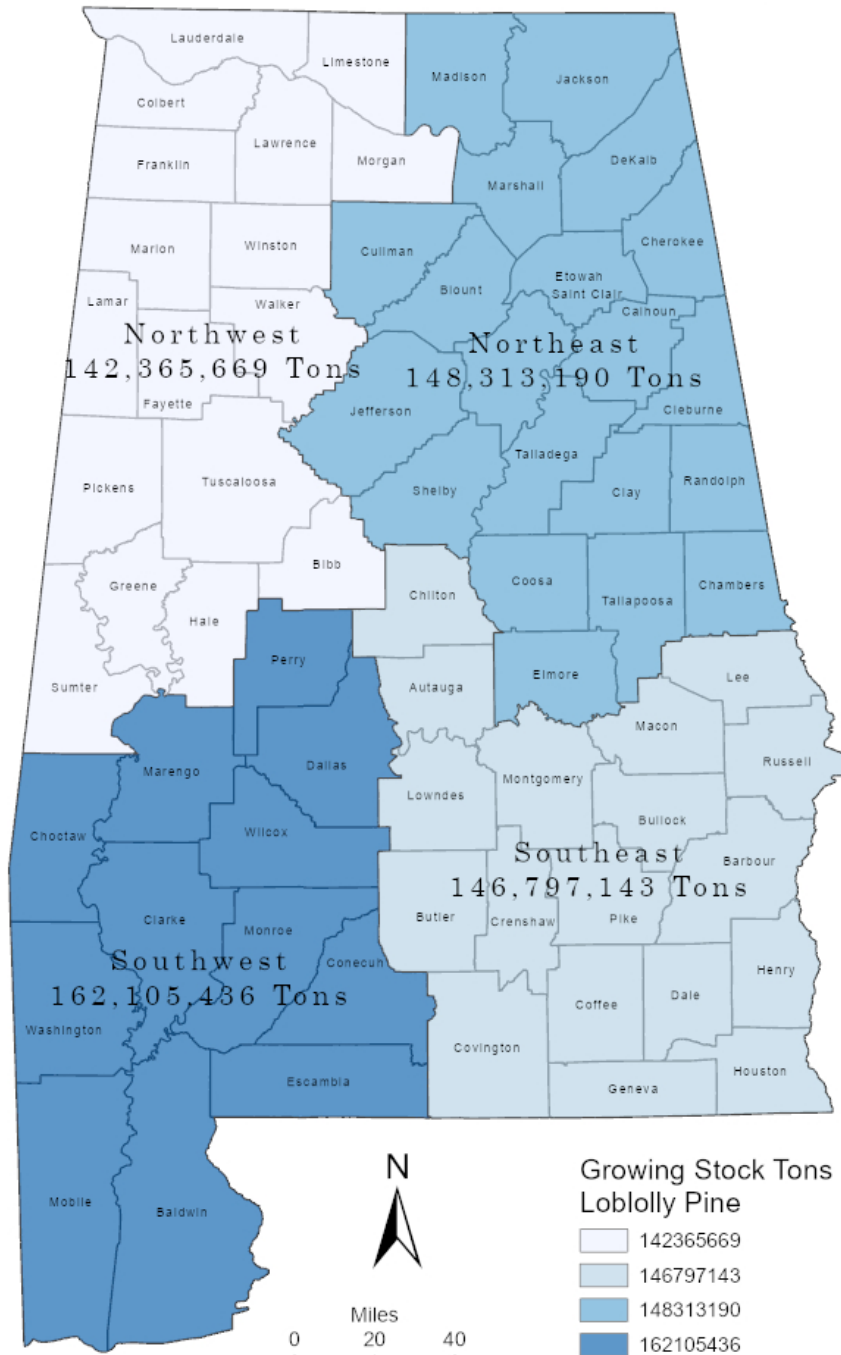 Lauderdale
Limestone
Madison
Jackson
Colbert
Lawrence
Franklin
Morgan
DeKalb
Marshall
Marion
Winston
Cullman
Cherokee
Etowah
Blount
Saint Clair
Lamar
Walker
Calhoun
Northwest
142,365,669 Tons
Northeast
148,313,190 Tons
Fayette
Jefferson
Cleburne
Talladega
Tuscaloosa
Pickens
Shelby
Clay
Randolph
Bibb
Greene
Chilton
Coosa
Chambers
Tallapoosa
Hale
Perry
Elmore
Lee
Sumter
Autauga
Macon
Marengo
Dallas
Russell
Montgomery
Lowndes
Choctaw
Wilcox
Bullock
Southeast
146,797,143 Tons
Barbour
Clarke
Butler
Crenshaw
Pike
Monroe
Southwest
162,105,436 Tons
Conecuh
Henry
Coffee
Dale
Washington
Covington
Escambia
Geneva
Houston
Mobile
Baldwin
N
Miles
0 20 40
Growing Stock Tons
Loblolly Pine
142365669
146797143
148313190
162105436